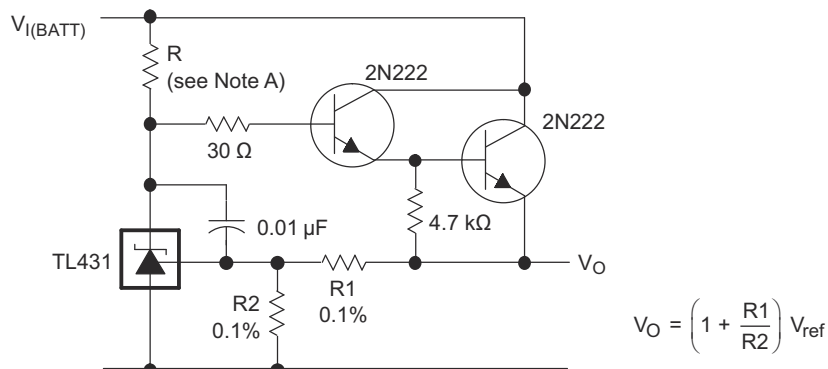 V_I(BATT)
R
(see Note A)
2N222
2N222
30 Ω
0.01 µF
4.7 kΩ
TL431
V_O
R1
0.1%
R2
0.1%
V_O = (1 + R1/R2) V_ref